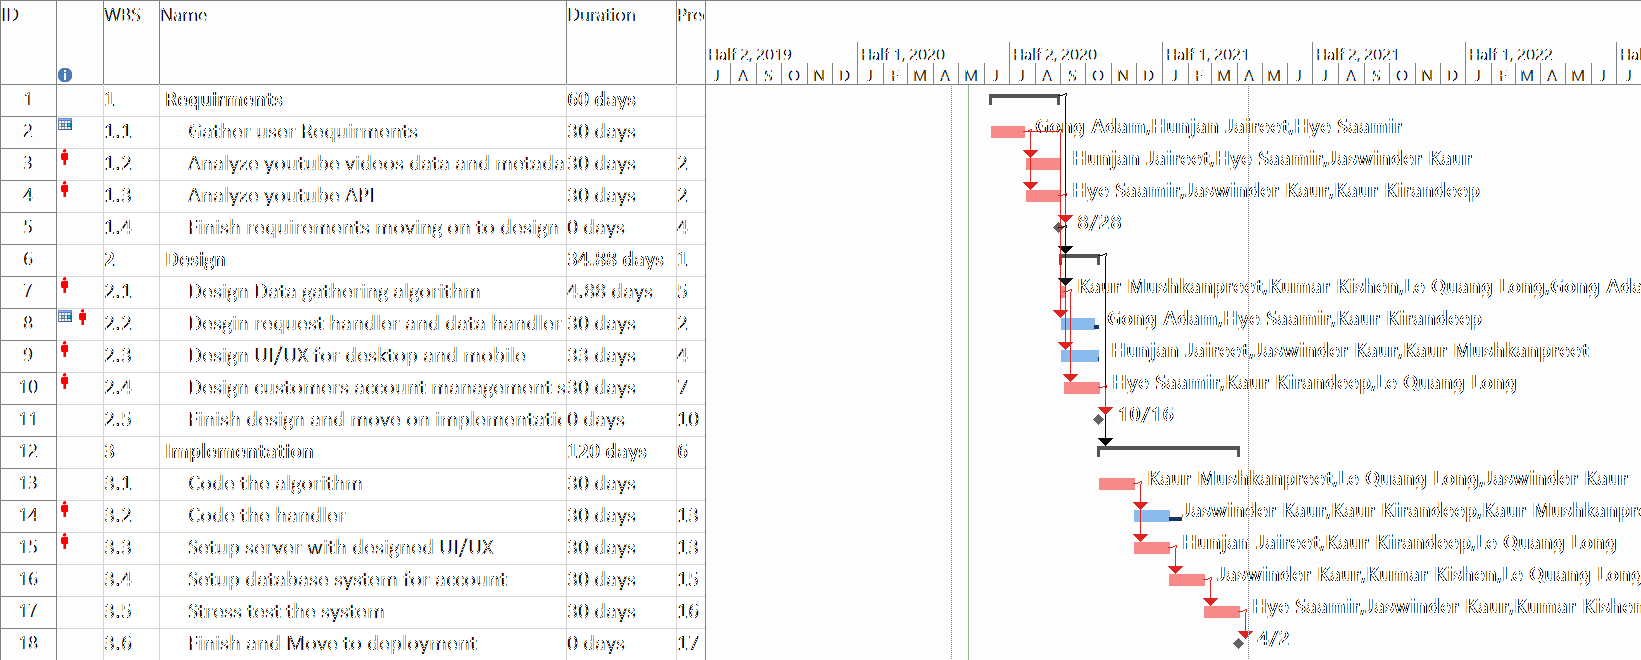 ID WBS Name Duration Pre
Half 2, 2019 Half 1, 2020 Half 2, 2020 Half 1, 2021 Half 2, 2021 Half 1, 2022 Hal
J A S O N D J F M A M J J A S O N D J F M A M J J A S O N D J F M A M J J
1 1 Requirments 60 days
2 1.1 Gather user Requirments 30 days Gong Adam,Hunjan Jaireet,Hye Saamir
3 1.2 Analyze youtube videos data and metada 30 days 2 Hunjan Jaireet,Hye Saamir,Jaswinder Kaur
4 1.3 Analyze youtube API 30 days 2 Hye Saamir,Jaswinder Kaur,Kaur Kirandeep
5 1.4 Finish requirements moving on to design 0 days 4 8/28
6 2 Design 34.88 days 1
7 2.1 Design Data gathering algorithm 4.88 days 5 Kaur Mushkanpreet,Kumar Kishen,Le Quang Long,Gong Ada
8 2.2 Desgin request handler and data handler 30 days 2 Gong Adam,Hye Saamir,Kaur Kirandeep
9 2.3 Design UI/UX for desktop and mobile 33 days 4 Hunjan Jaireet,Jaswinder Kaur,Kaur Mushkanpreet
10 2.4 Design customers account management s 30 days 7 Hye Saamir,Kaur Kirandeep,Le Quang Long
11 2.5 Finish design and move on implementatic 0 days 10 10/16
12 3 Implementation 120 days 6
13 3.1 Code the algorithm 30 days Kaur Mushkanpreet,Le Quang Long,Jaswinder Kaur
14 3.2 Code the handler 30 days 13 Jaswinder Kaur,Kaur Kirandeep,Kaur Mushkanpre
15 3.3 Setup server with designed UI/UX 30 days 13 Hunjan Jaireet,Kaur Kirandeep,Le Quang Long
16 3.4 Setup database system for account 30 days 15 Jaswinder Kaur,Kumar Kishen,Le Quang Long
17 3.5 Stress test the system 30 days 16 Hye Saamir,Jaswinder Kaur,Kumar Kishen
18 3.6 Finish and Move to deployment 0 days 17 4/2